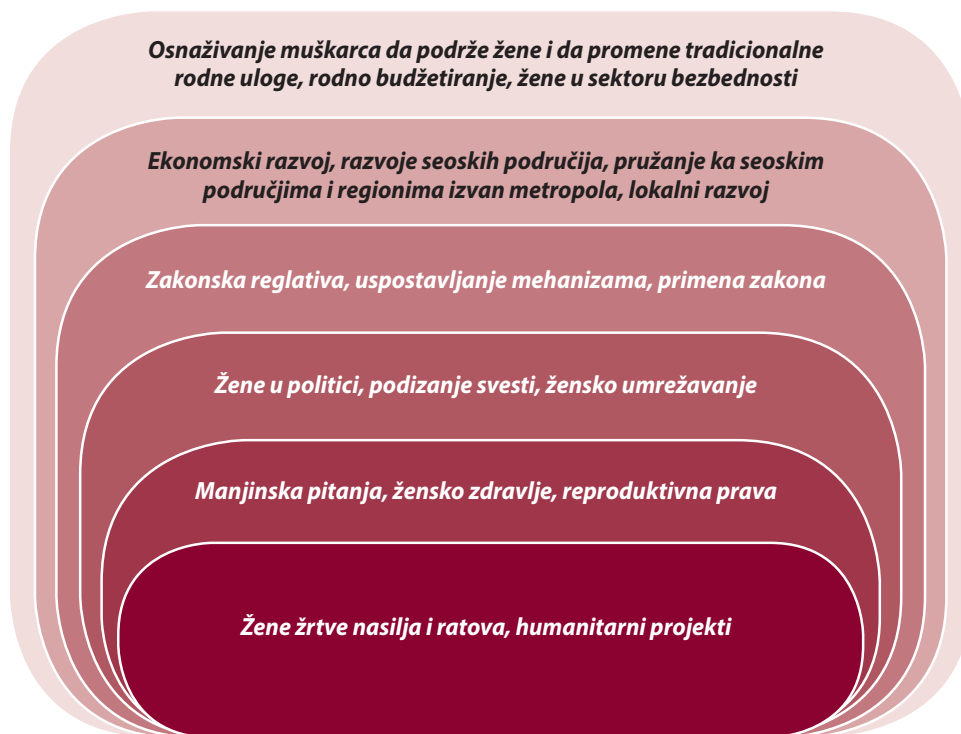 Osnaživanje muškarca da podrže žene i da promene tradicionalne
rodne uloge, rodno budžetiranje, žene u sektoru bezbednosti
Ekonomski razvoj, razvoje seoskih područija, pružanje ka seoskim
područjima i regionima izvan metropola, lokalni razvoj
Zakonska reglativa, uspostavljanje mehanizama, primena zakona
Žene u politici, podizanje svesti, žensko umrežavanje
Manjinska pitanja, žensko zdravlje, reproduktivna prava
Žene žrtve nasilja i ratova, humanitarni projekti